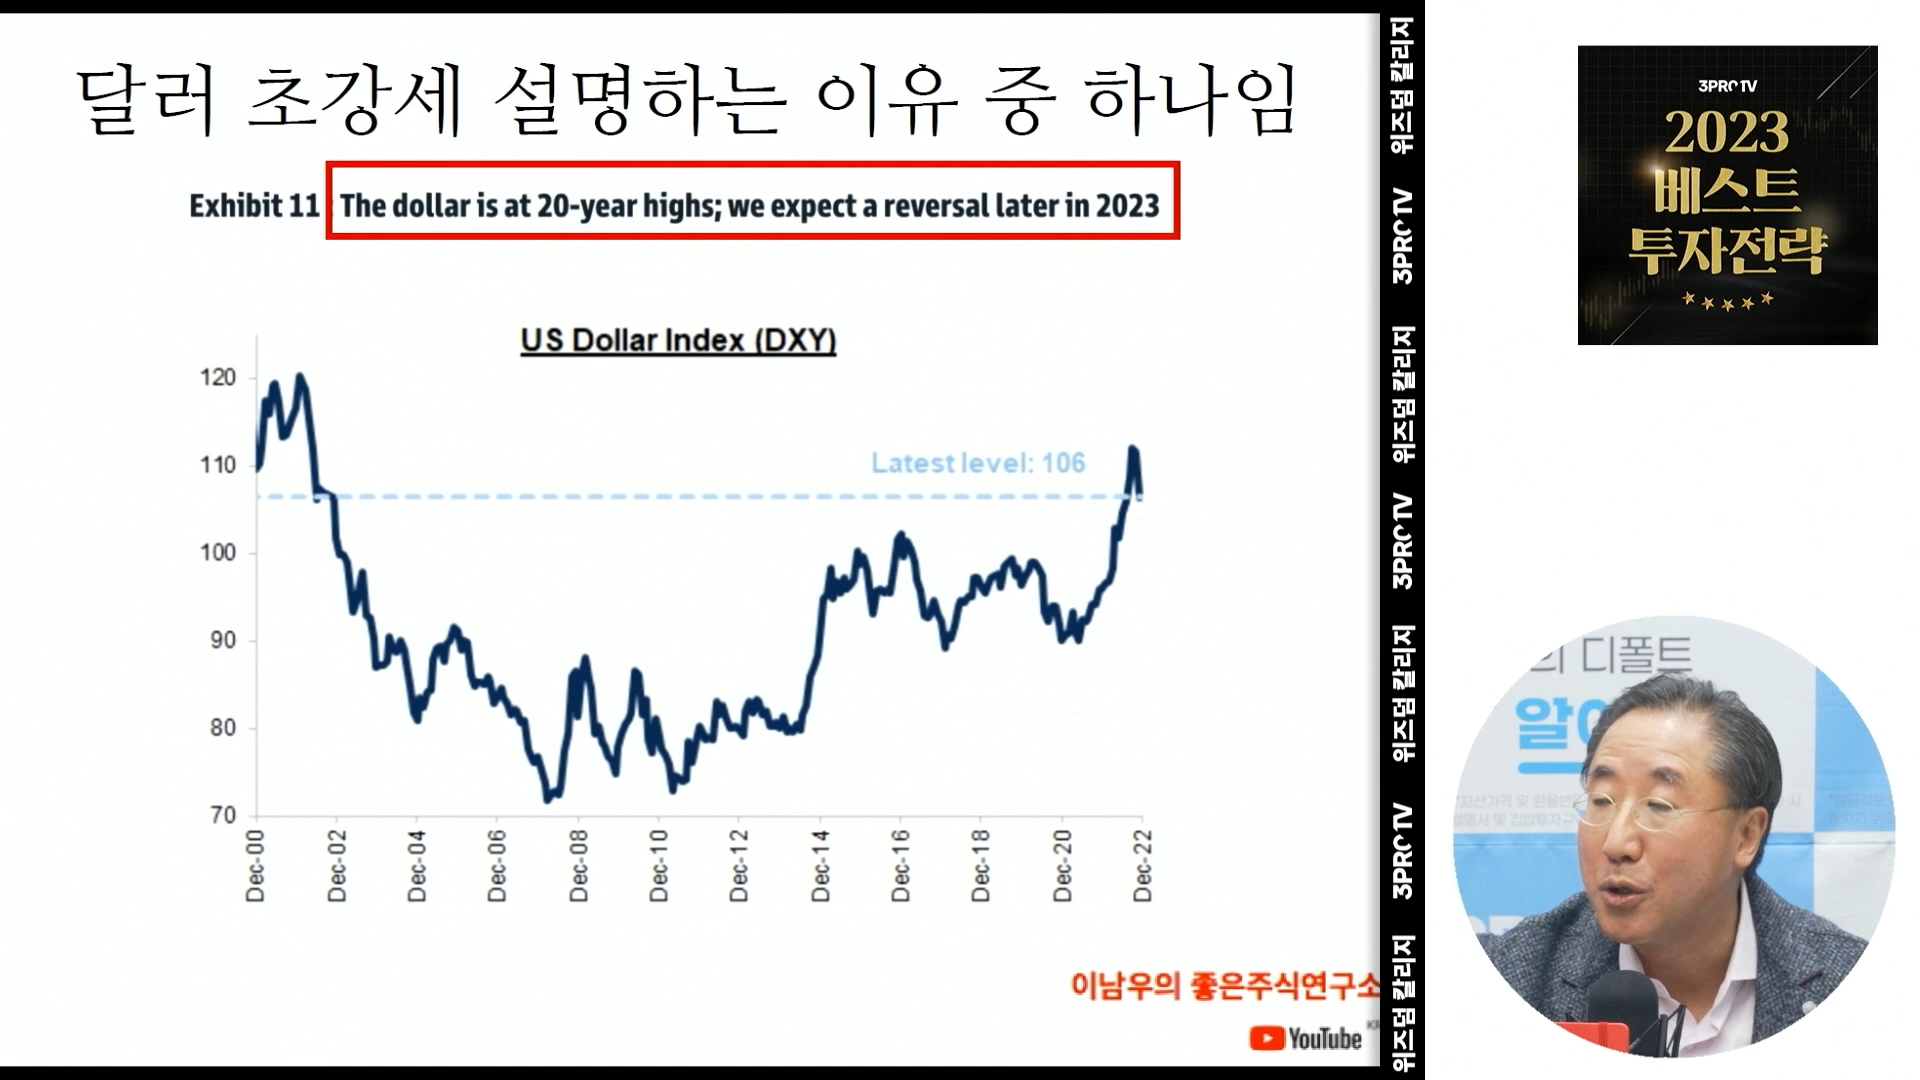 달러 초강세 설명하는 이유 중 하나임
Exhibit 11 The dollar is at 20-year highs; we expect a reversal later in 2023
US Dollar Index (DXY)
120
110
100
90
80
70
Latest level: 106
Dec-00
Dec-02
Dec-04
Dec-06
Dec-08
Dec-10
Dec-12
Dec-14
Dec-16
Dec-18
Dec-20
Dec-22
이남우의 좋은주식연구소
YouTube
위즈덤 칼리지
3PROTV
위즈덤 칼리지
3PROTV
위즈덤 칼리지
3PROTV
위즈덤 칼리지
3PROTV
2023
베스트
투자전략
의 디폴트